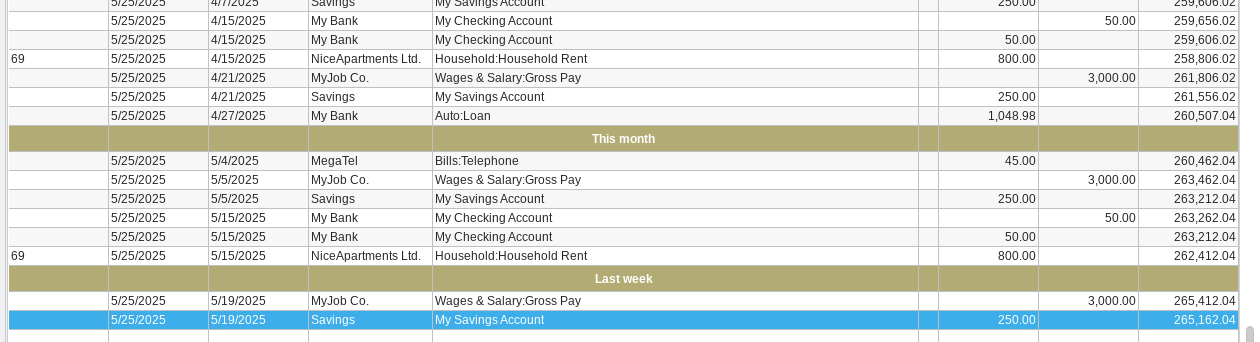 5/25/2025 4/7/2025 Savings My Savings Account 250.00 259,606.02
5/25/2025 4/15/2025 My Bank My Checking Account 50.00 259,656.02
5/25/2025 4/15/2025 My Bank My Checking Account 50.00 259,606.02
69 5/25/2025 4/15/2025 NiceApartments Ltd. Household:Household Rent 800.00 258,806.02
5/25/2025 4/21/2025 MyJob Co. Wages & Salary:Gross Pay 3,000.00 261,806.02
5/25/2025 4/21/2025 Savings My Savings Account 250.00 261,556.02
5/25/2025 4/27/2025 My Bank Auto:Loan 1,048.98 260,507.04
This month
5/25/2025 5/4/2025 MegaTel Bills:Telephone 45.00 260,462.04
5/25/2025 5/5/2025 MyJob Co. Wages & Salary:Gross Pay 3,000.00 263,462.04
5/25/2025 5/5/2025 Savings My Savings Account 250.00 263,212.04
5/25/2025 5/15/2025 My Bank My Checking Account 50.00 263,262.04
5/25/2025 5/15/2025 My Bank My Checking Account 50.00 263,212.04
69 5/25/2025 5/15/2025 NiceApartments Ltd. Household:Household Rent 800.00 262,412.04
Last week
5/25/2025 5/19/2025 MyJob Co. Wages & Salary:Gross Pay 3,000.00 265,412.04
5/25/2025 5/19/2025 Savings My Savings Account 250.00 265,162.04